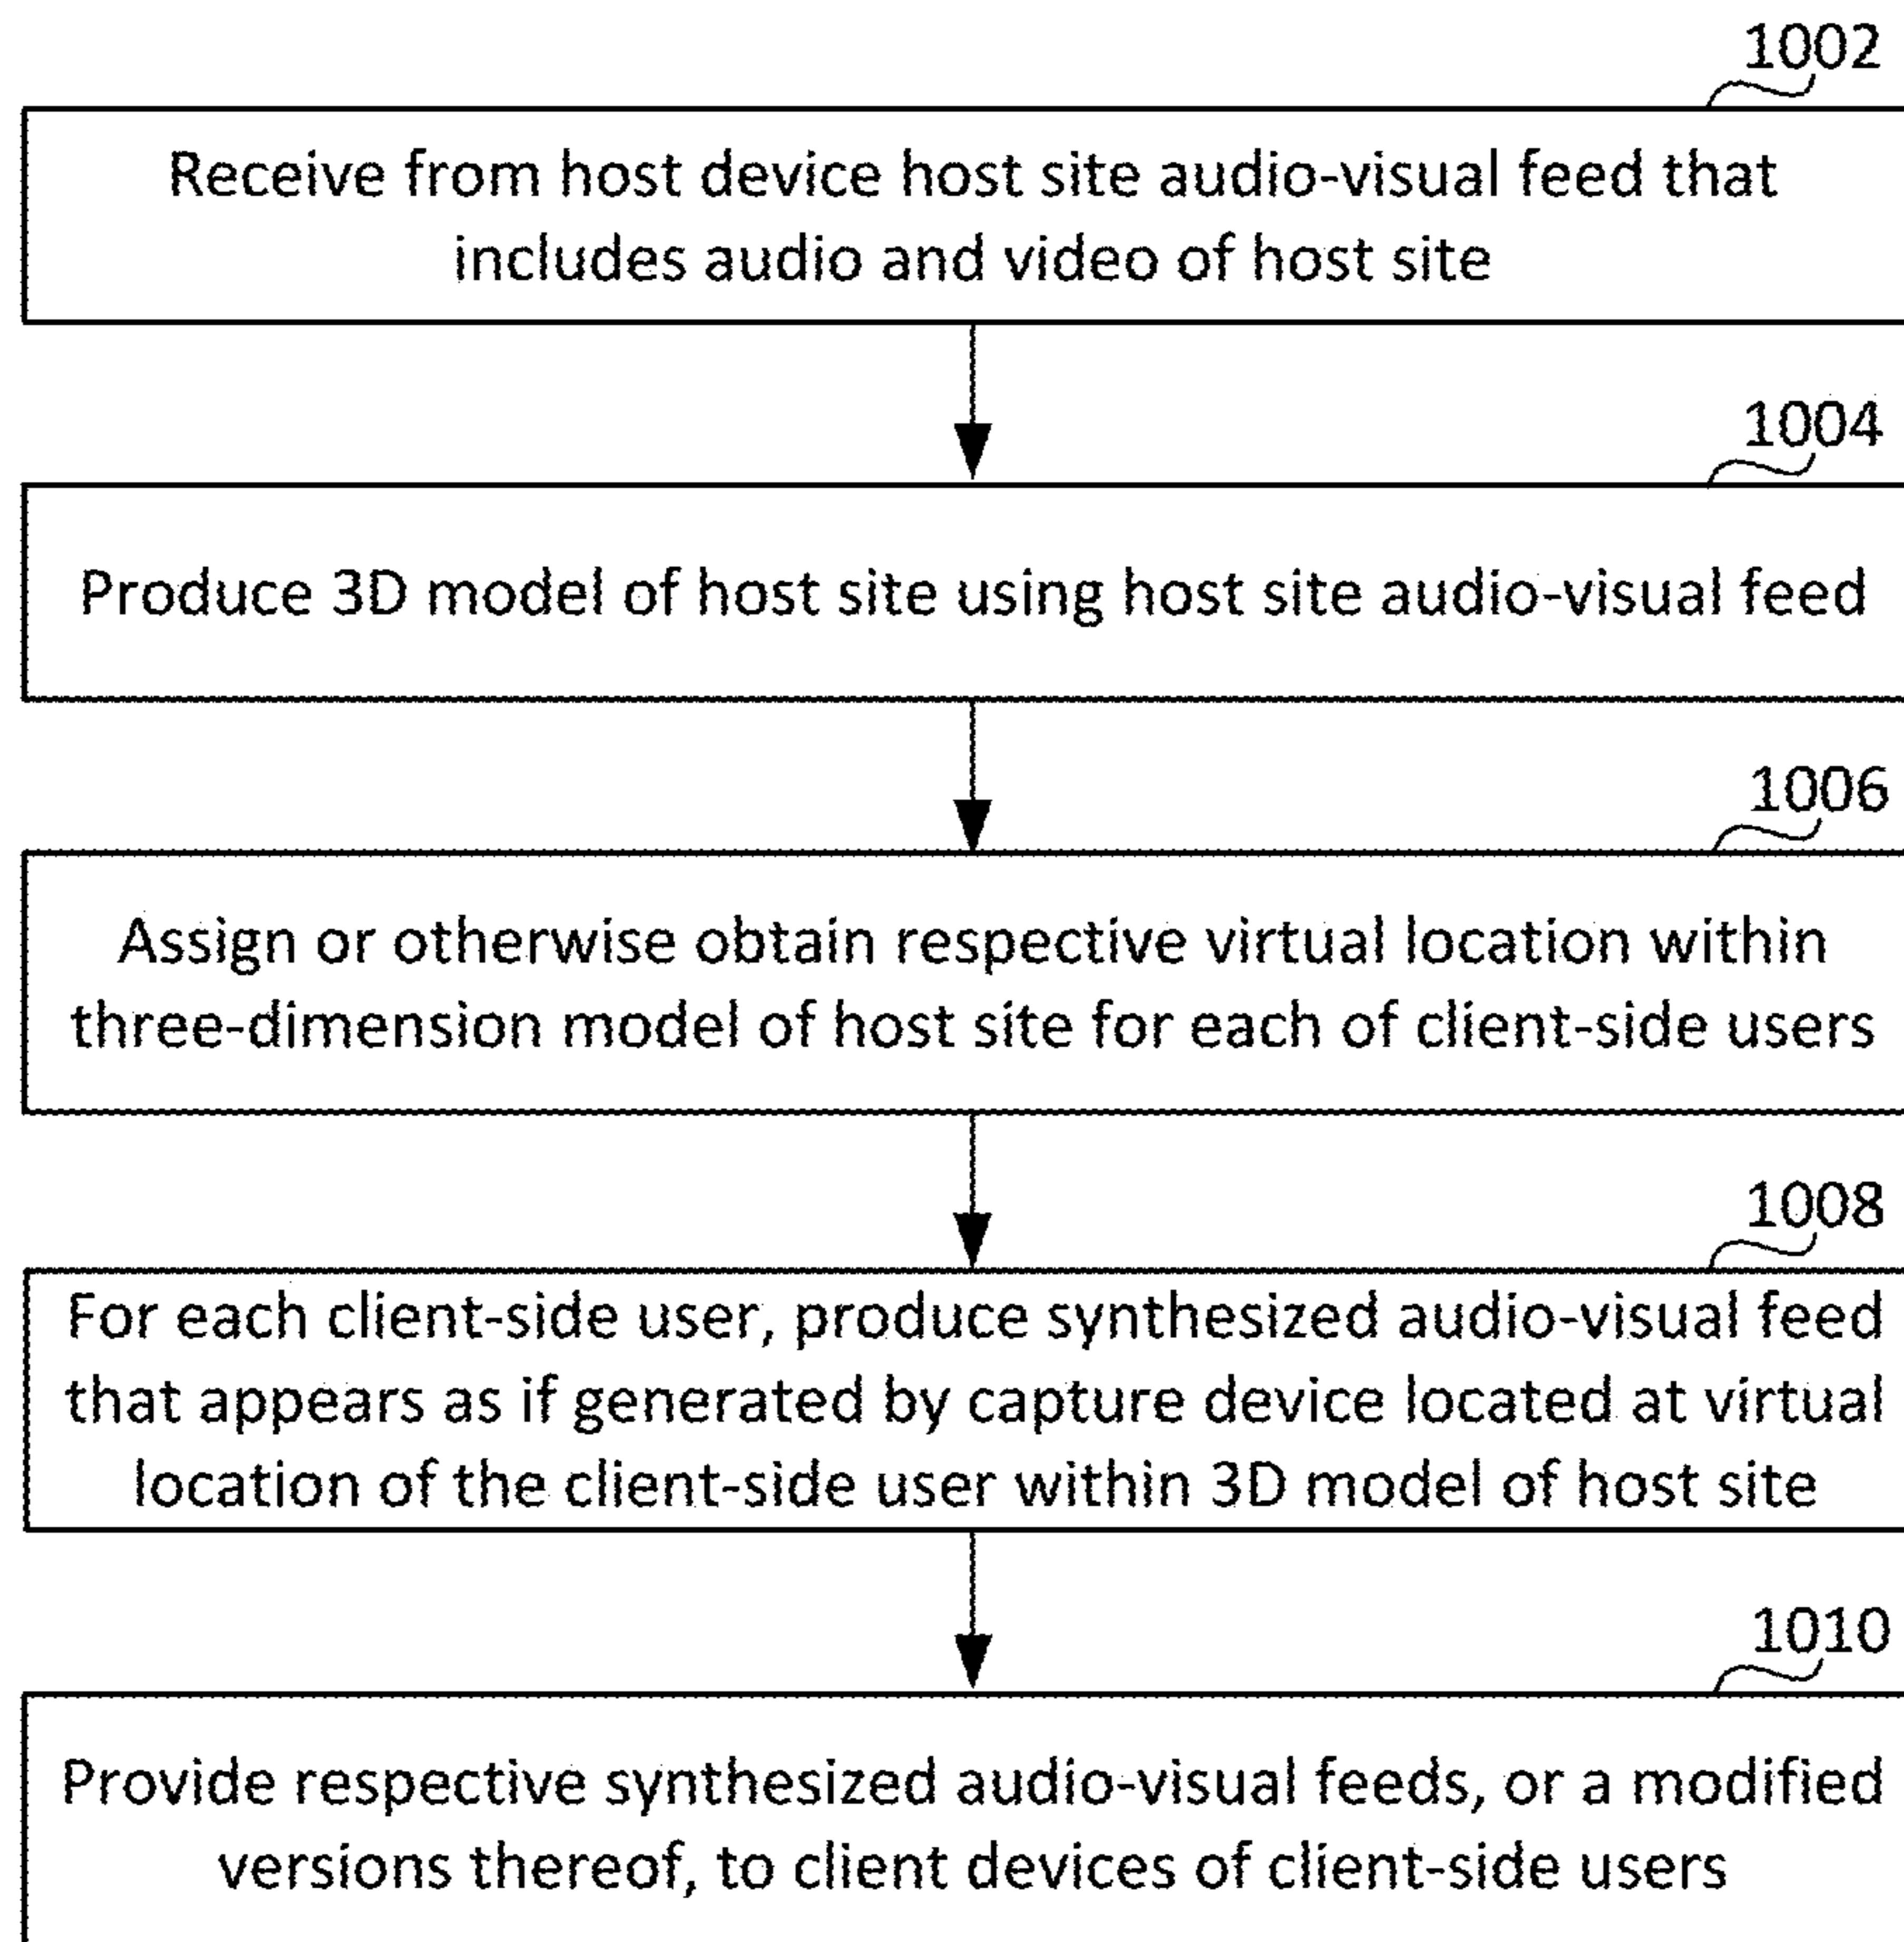 1002
Receive from host device host site audio-visual feed that
includes audio and video of host site
1004
Produce 3D model of host site using host site audio-visual feed
1006
Assign or otherwise obtain respective virtual location within
three-dimension model of host site for each of client-side users
1008
For each client-side user, produce synthesized audio-visual feed
that appears as if generated by capture device located at virtual
location of the client-side user within 3D model of host site
1010
Provide respective synthesized audio-visual feeds, or a modified
versions thereof, to client devices of client-side users